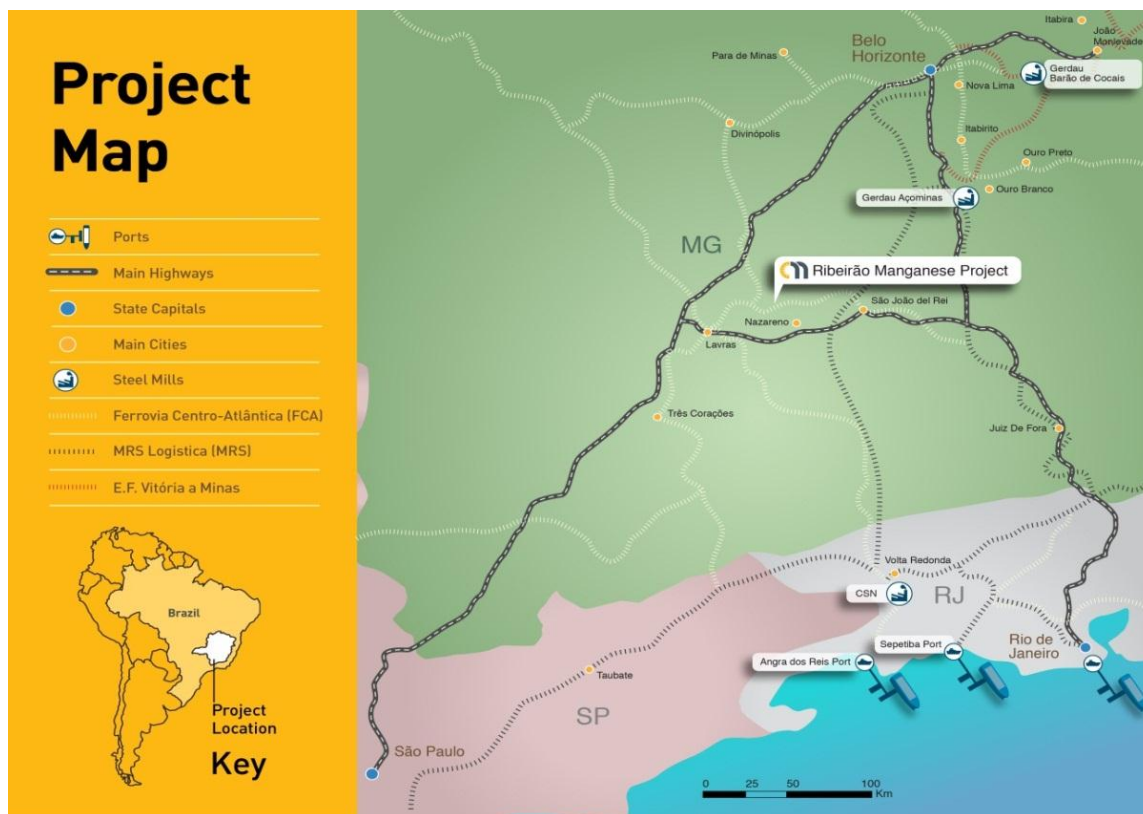 Project
Map
Ports
Main Highways
State Capitals
Main Cities
Steel Mills
Ferrovia Centro-Atlântica (FCA)
MRS Logistica (MRS)
E.F. Vitória a Minas
Brazil
Project
Location
Key
Itabira
João
Monlevade
Belo
Horizonte
Para de Minas
Gerdau
Barão de Cocais
Nova Lima
Divinópolis
Itabirito
Ouro Preto
Ouro Branco
Gerdau Açominas
MG
Ribeirão Manganese Project
São João del Rei
Nazareno
Lavras
Três Corações
Juiz De Fora
Volta Redonda
CSN
RJ
Sepetiba Port
Rio de
Janeiro
Angra dos Reis Port
Taubate
SP
São Paulo
0 25 50 100
Km